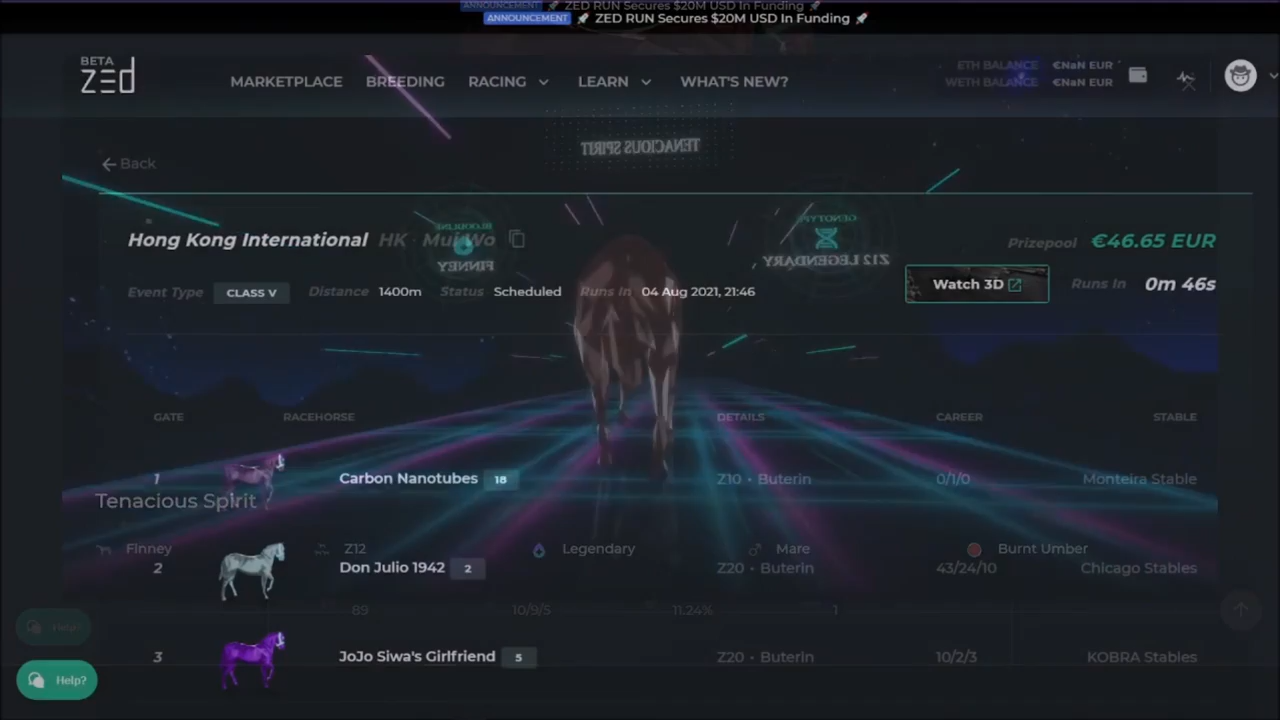 ANNOUNCEMENT ZED RUN Secures $20M USD In Funding
ANNOUNCEMENT ZED RUN Secures $20M USD In Funding
BETA
zed
MARKETPLACE BREEDING RACING LEARN WHAT'S NEW?
ETH BALANCE €NaN EUR
WETH BALANCE €NaN EUR
TENACIOUS SPIRIT
Back
BLOODLINE
FINNEY
GENOTYPE
Z12 LEGENDARY
Hong Kong International HK · Mui Wo
Prizepool €46.65 EUR
Event Type CLASS V Distance 1400m Status Scheduled Runs In 04 Aug 2021, 21:46
Watch 3D Runs In 0m 46s
GATE RACEHORSE DETAILS CAREER STABLE
1 Carbon Nanotubes 18 Z10 • Buterin 0/1/0 Monteira Stable
Tenacious Spirit
Finney Z12 Legendary Mare Burnt Umber
2 Don Julio 1942 2 Z20 • Buterin 43/24/10 Chicago Stables
89 10/9/5 11.24% 1
Help?
3 JoJo Siwa's Girlfriend 5 Z20 • Buterin 10/2/3 KOBRA Stables
Help?